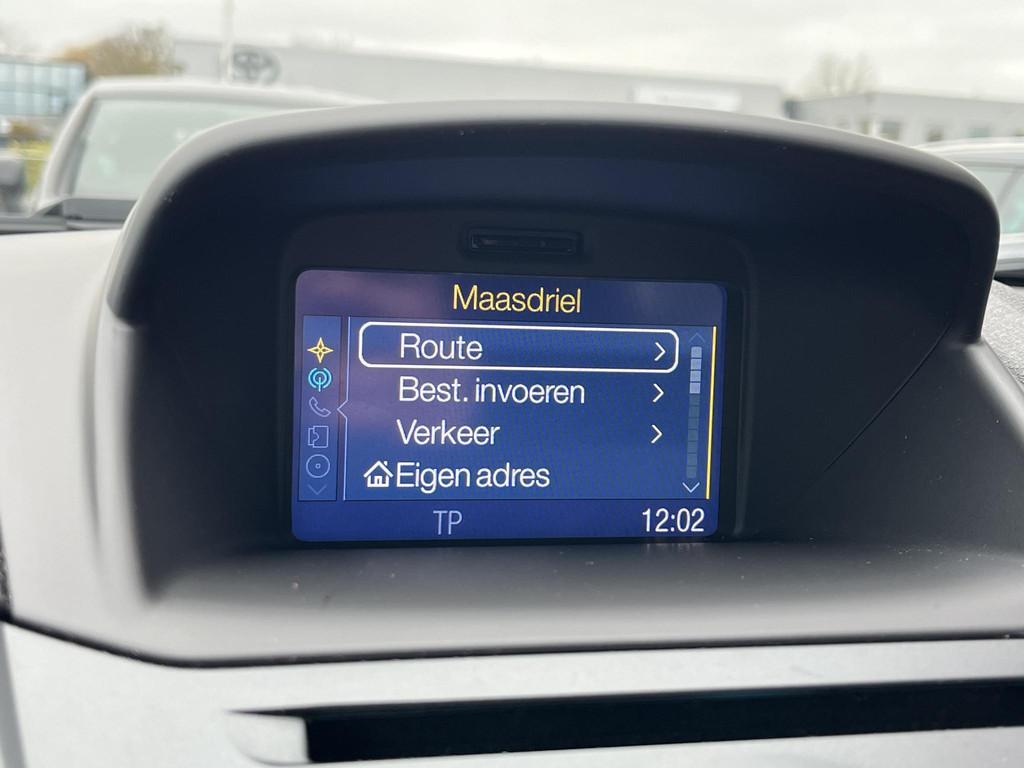 Maasdriel
Route
Best. invoeren
Verkeer
Eigen adres
TP
12:02